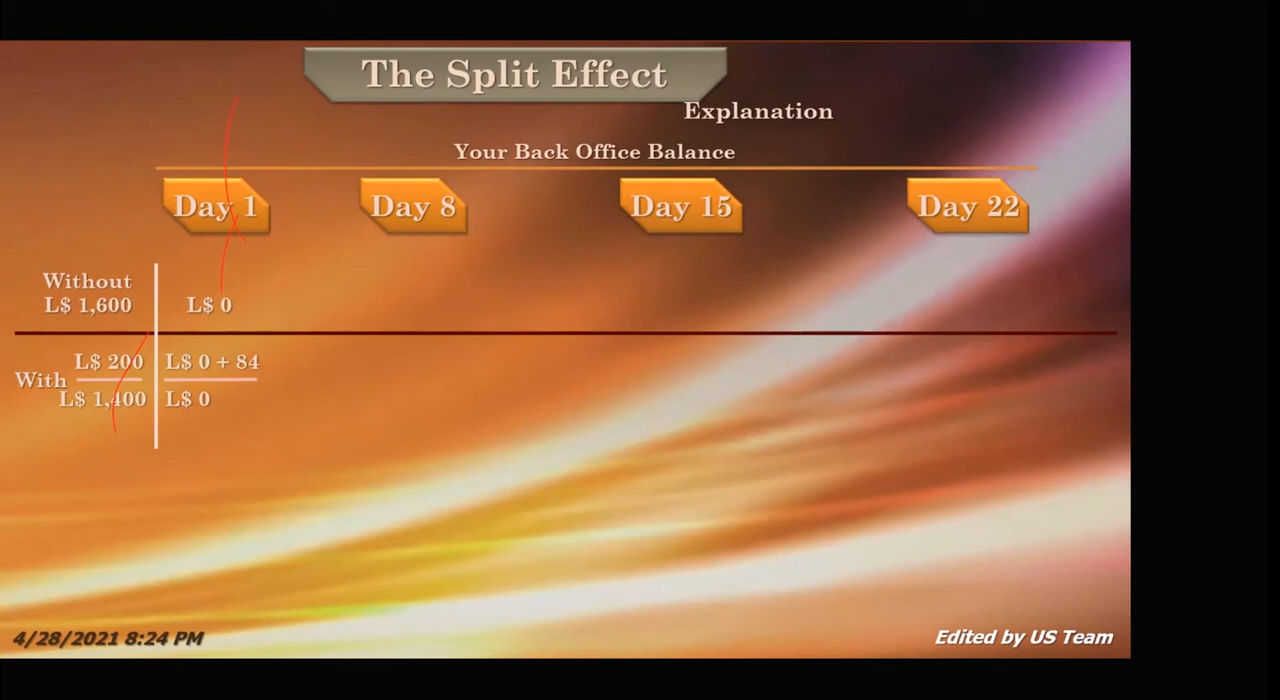 The Split Effect
Explanation
Your Back Office Balance
Day 1 Day 8 Day 15 Day 22
Without
L$ 1,600 L$ 0
With L$ 200 L$ 0 + 84
L$ 1,400 L$ 0
4/28/2021 8:24 PM Edited by US Team